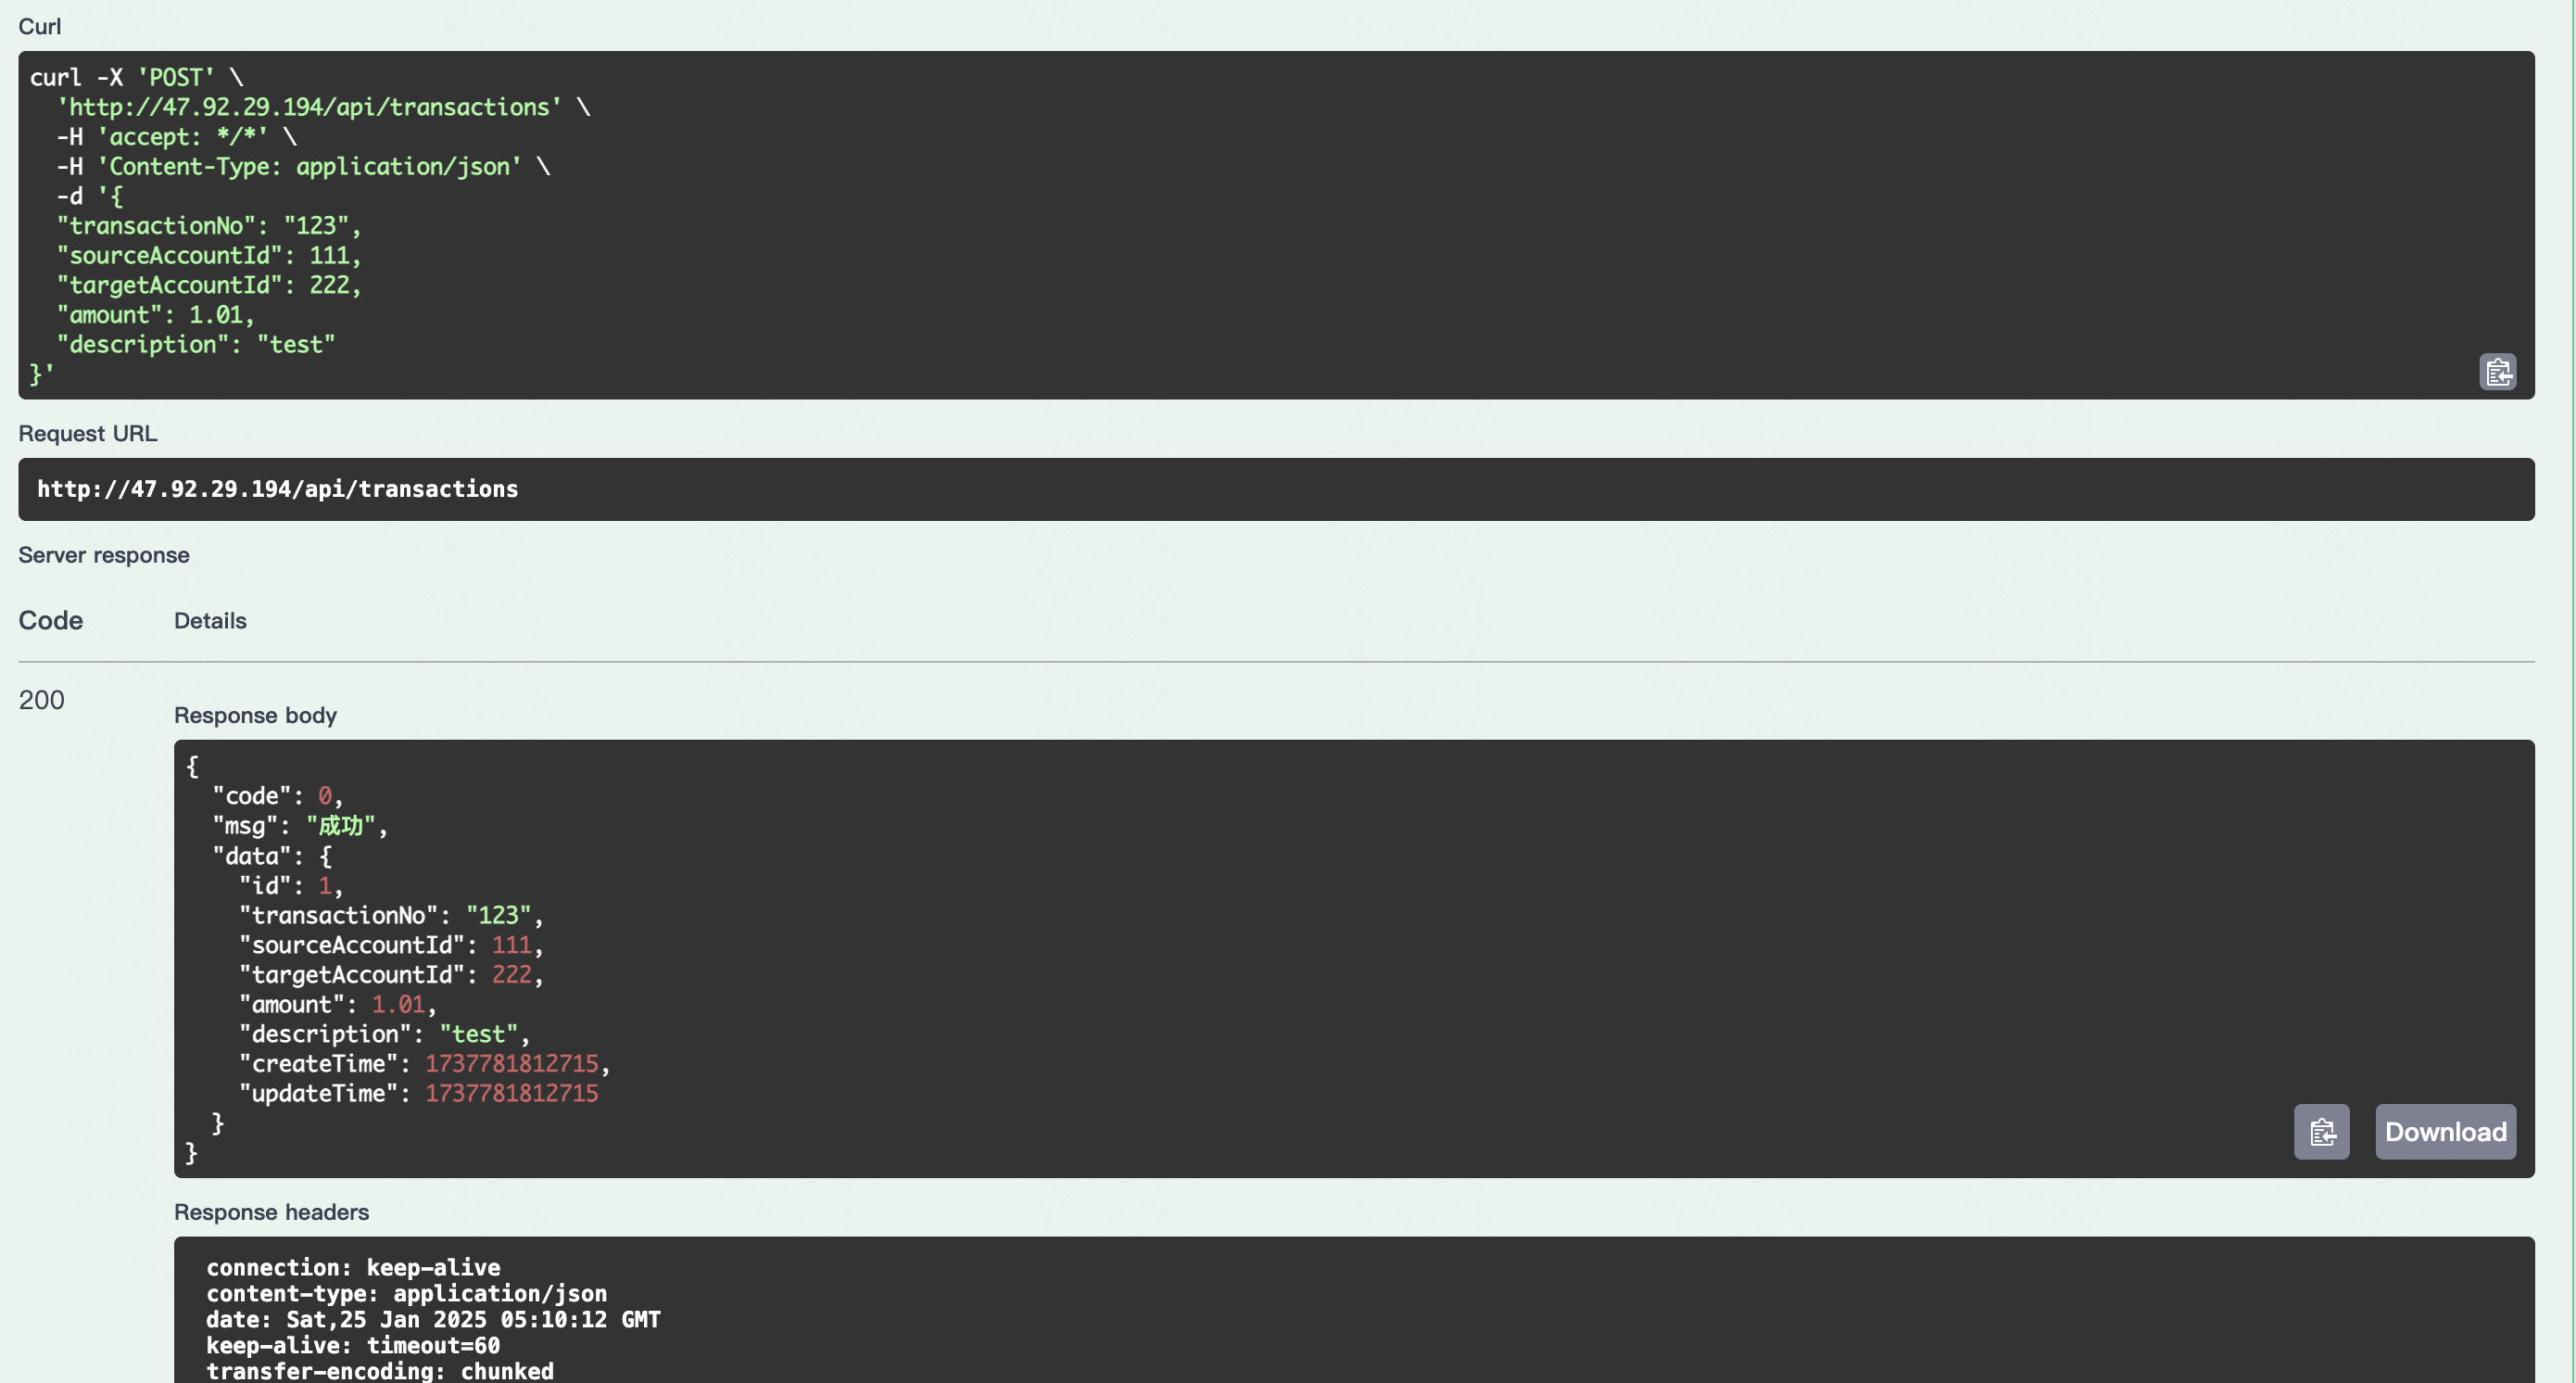 Curl
curl -X 'POST' \
  'http://47.92.29.194/api/transactions' \
  -H 'accept: */*' \
  -H 'Content-Type: application/json' \
  -d '{
  "transactionNo": "123",
  "sourceAccountId": 111,
  "targetAccountId": 222,
  "amount": 1.01,
  "description": "test"
}'
Request URL
http://47.92.29.194/api/transactions
Server response
Code Details
200
Response body
{
  "code": 0,
  "msg": "成功",
  "data": {
    "id": 1,
    "transactionNo": "123",
    "sourceAccountId": 111,
    "targetAccountId": 222,
    "amount": 1.01,
    "description": "test",
    "createTime": 1737781812715,
    "updateTime": 1737781812715
  }
}
Download
Response headers
connection: keep-alive
content-type: application/json
date: Sat,25 Jan 2025 05:10:12 GMT
keep-alive: timeout=60
transfer-encoding: chunked